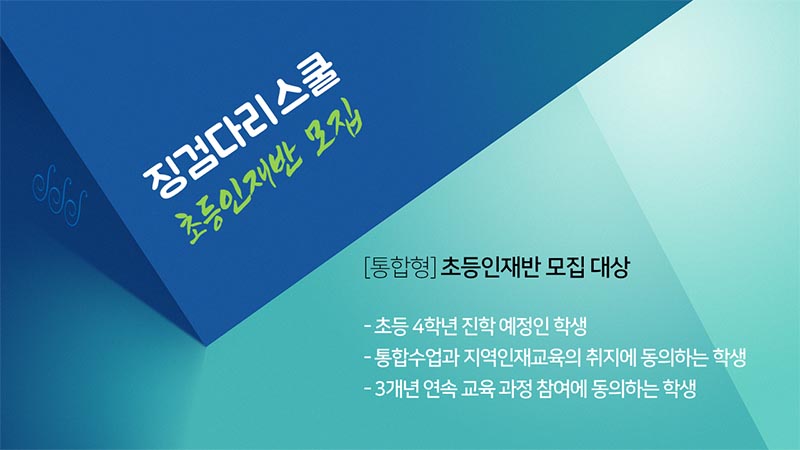 징검다리 스쿨
초등인재반 모집
[통합형] 초등인재반 모집 대상
- 초등 4학년 진학 예정인 학생
- 통합수업과 지역인재교육의 취지에 동의하는 학생
- 3개년 연속 교육 과정 참여에 동의하는 학생